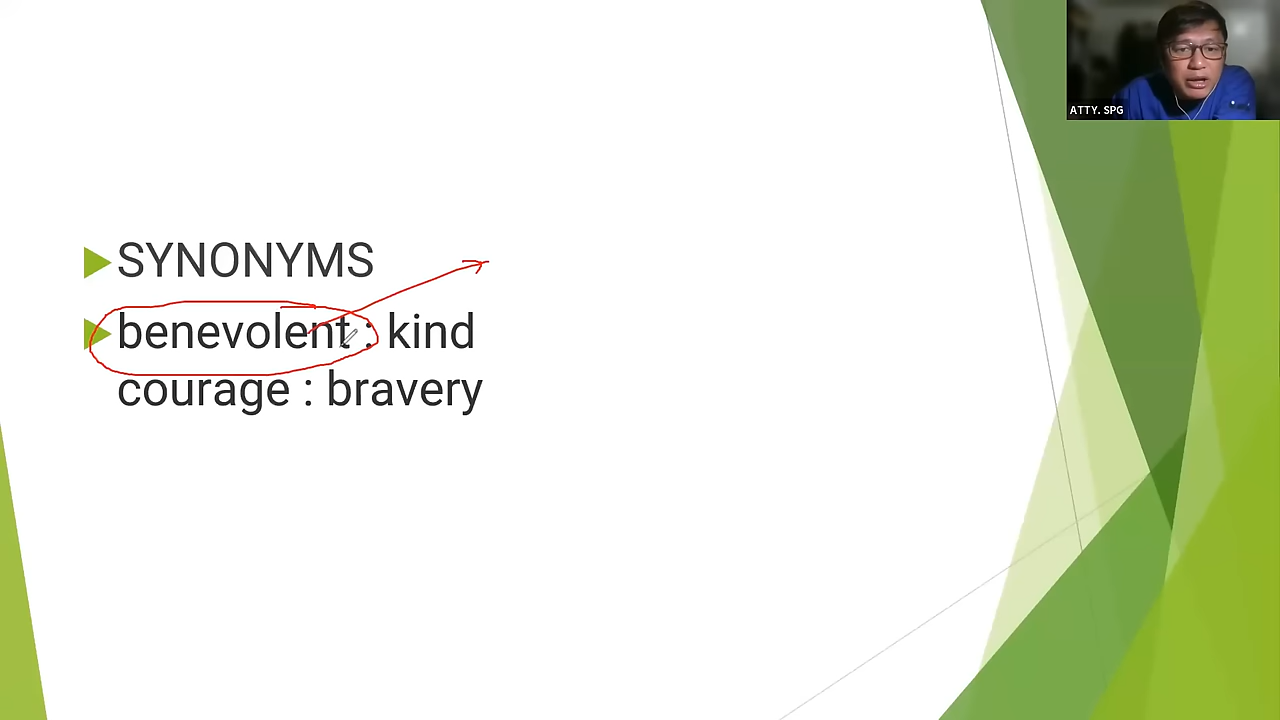 ATTY. SPG
SYNONYMS
benevolent : kind
courage : bravery